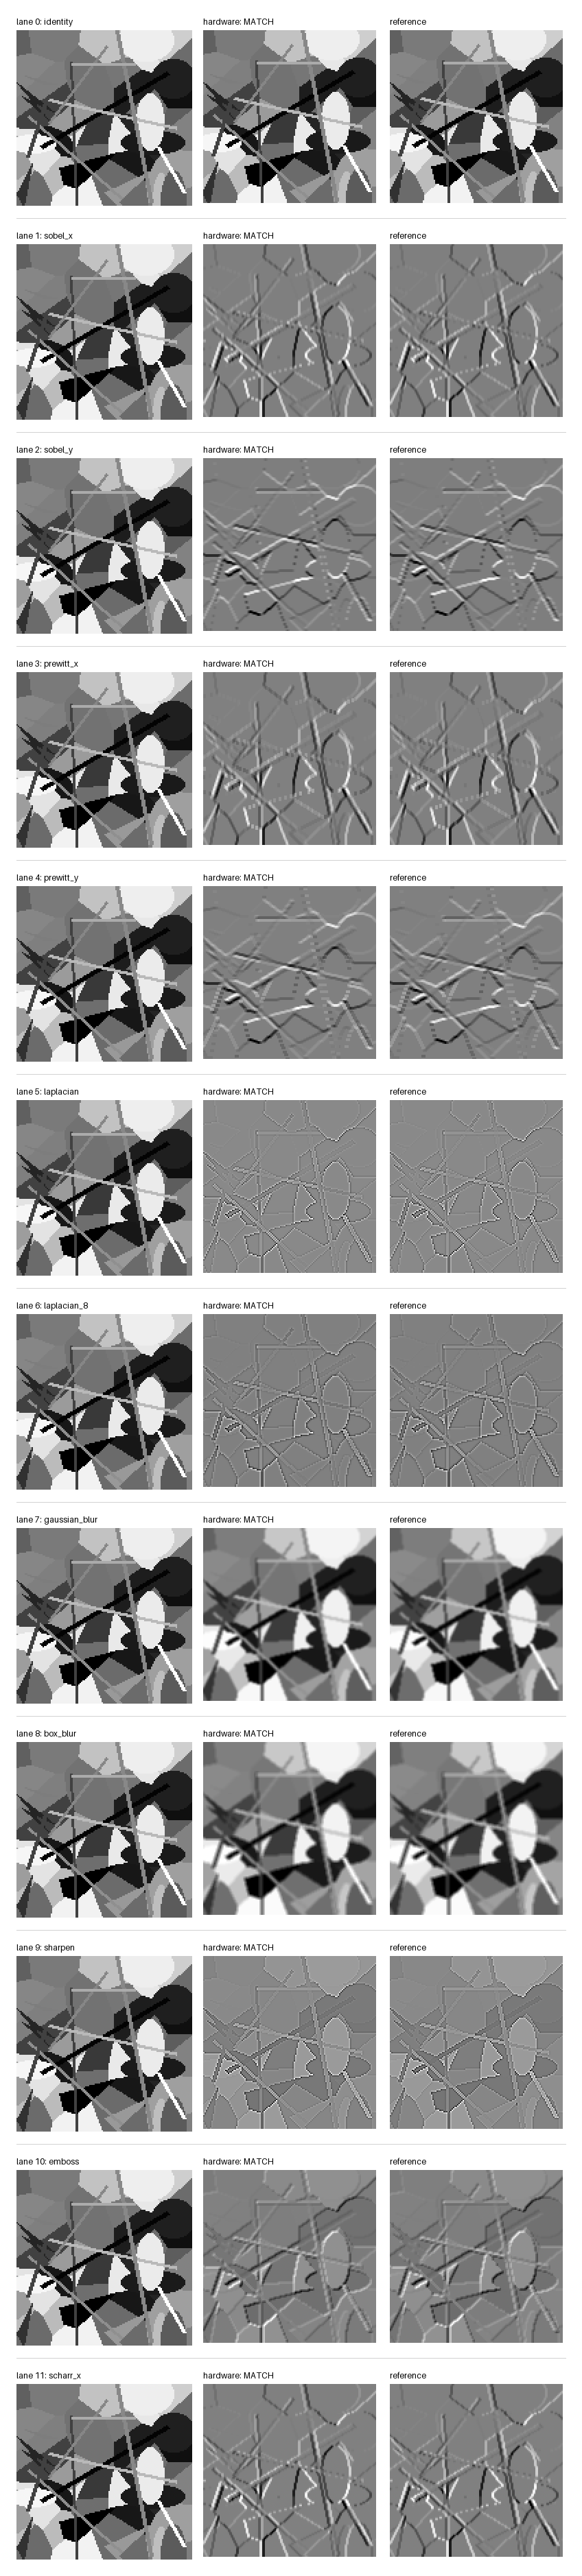 lane 0: identity hardware: MATCH reference
lane 1: sobel_x hardware: MATCH reference
lane 2: sobel_y hardware: MATCH reference
lane 3: prewitt_x hardware: MATCH reference
lane 4: prewitt_y hardware: MATCH reference
lane 5: laplacian hardware: MATCH reference
lane 6: laplacian_8 hardware: MATCH reference
lane 7: gaussian_blur hardware: MATCH reference
lane 8: box_blur hardware: MATCH reference
lane 9: sharpen hardware: MATCH reference
lane 10: emboss hardware: MATCH reference
lane 11: scharr_x hardware: MATCH reference